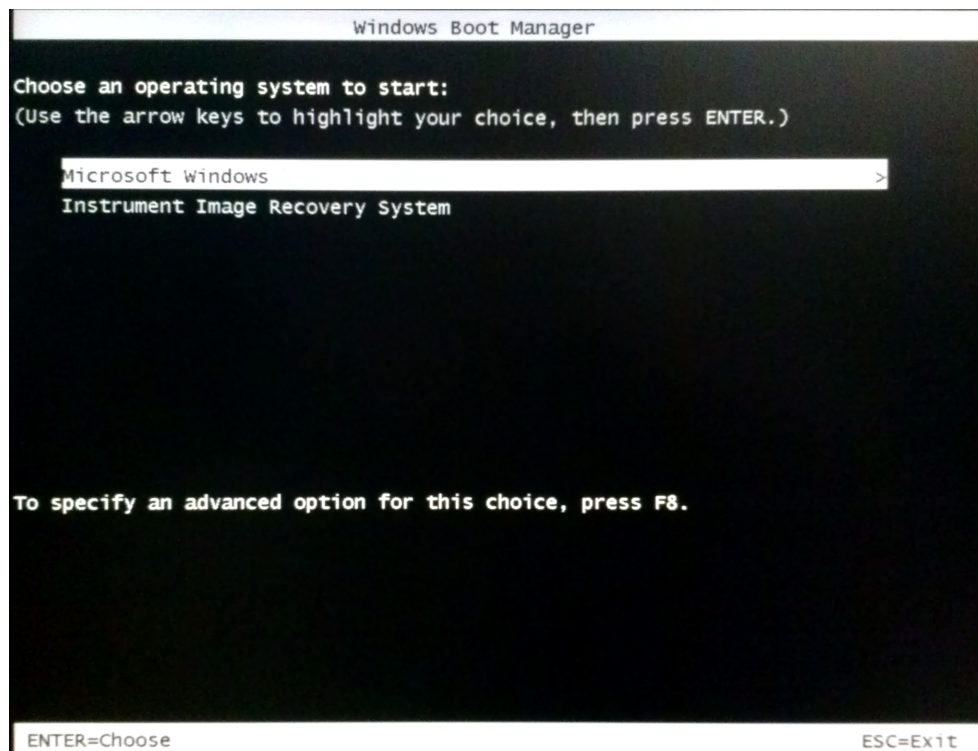 Windows Boot Manager
Choose an operating system to start:
(Use the arrow keys to highlight your choice, then press ENTER.)
Microsoft Windows >
Instrument Image Recovery System
To specify an advanced option for this choice, press F8.
ENTER=Choose ESC=Exit